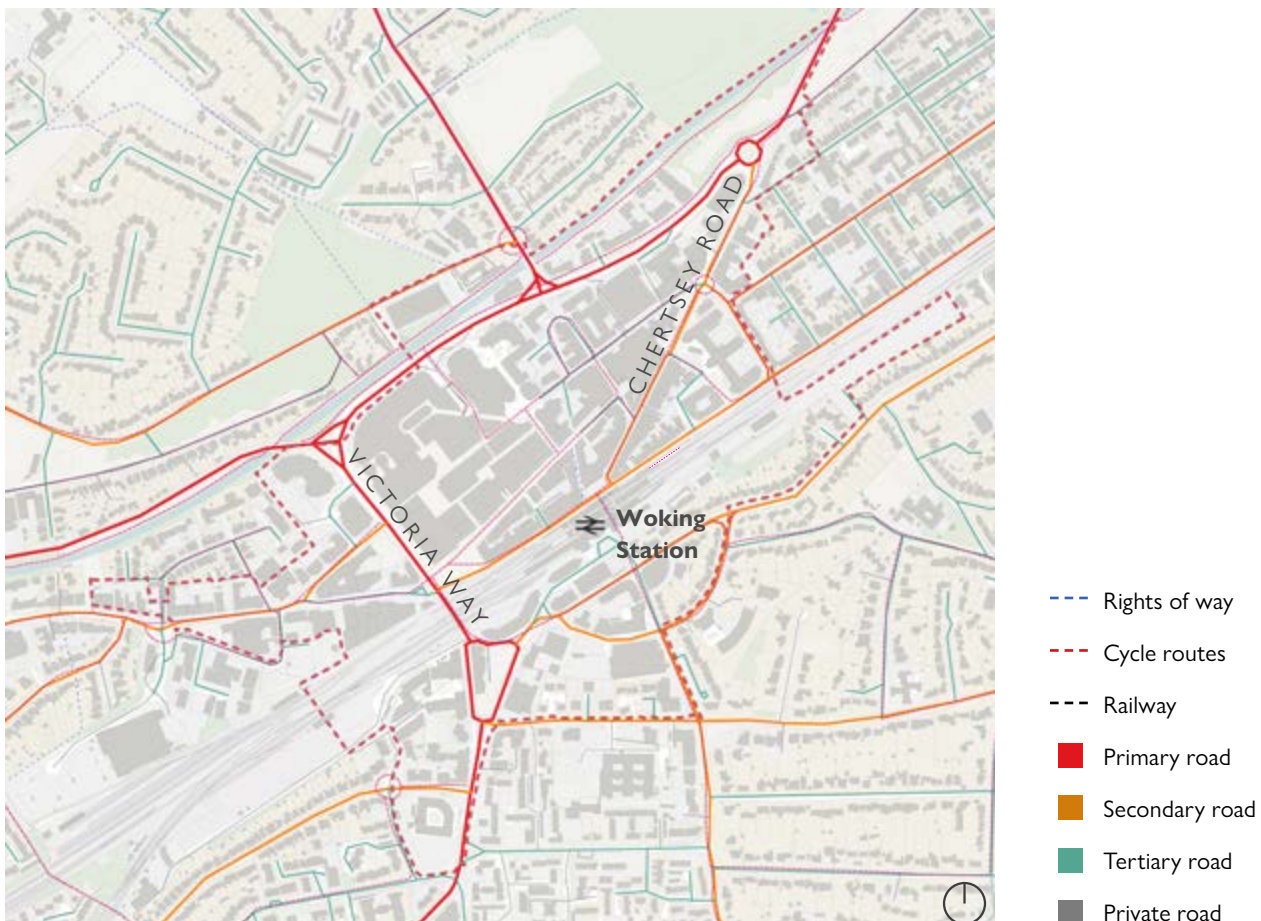 CHERTSEY ROAD
VICTORIA WAY
Woking
Station
Rights of way
Cycle routes
Railway
Primary road
Secondary road
Tertiary road
Private road